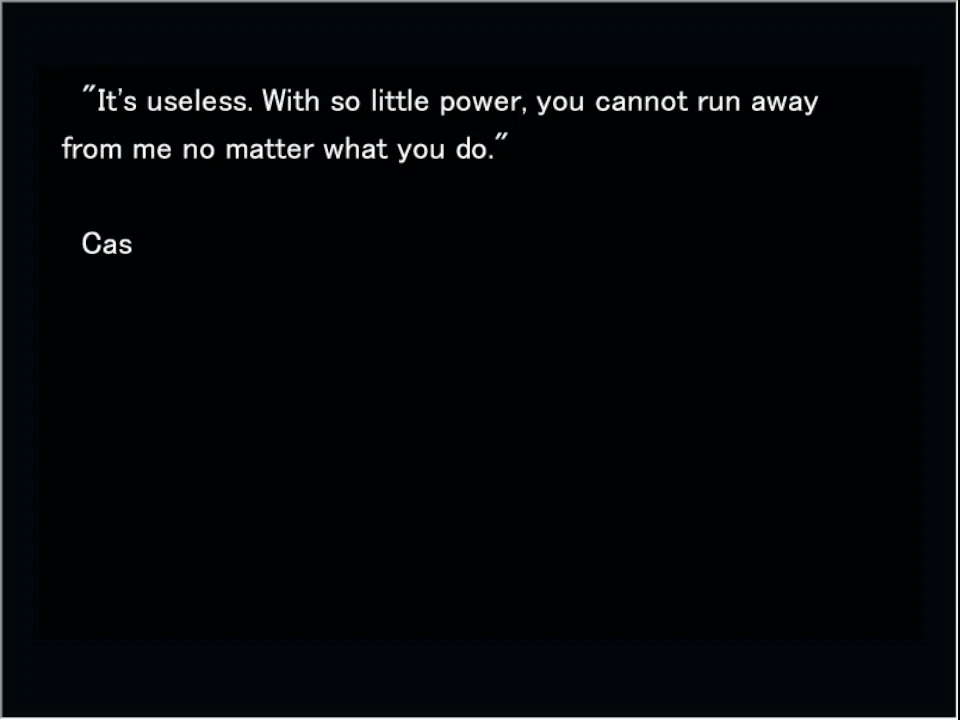 "It's useless. With so little power, you cannot run away
from me no matter what you do."
Cas